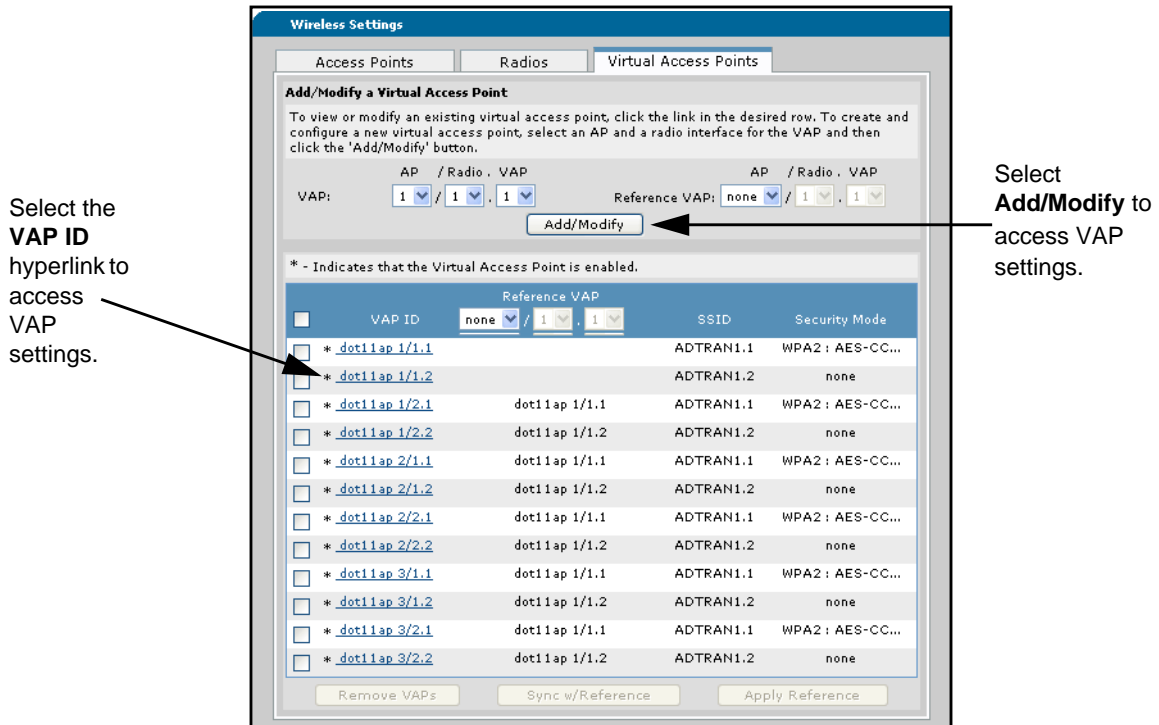 Wireless Settings
Access Points Radios Virtual Access Points
Add/Modify a Virtual Access Point
To view or modify an existing virtual access point, click the link in the desired row. To create and
configure a new virtual access point, select an AP and a radio interface for the VAP and then
click the 'Add/Modify' button.
AP / Radio . VAP AP / Radio . VAP
VAP: 1 / 1 . 1 Reference VAP: none / 1 . 1
Add/Modify
Select the
VAP ID
hyperlink to
access
VAP
settings.
Select
Add/Modify to
access VAP
settings.
* - Indicates that the Virtual Access Point is enabled.
Reference VAP
VAP ID none / 1 . 1 SSID Security Mode
* dot11ap 1/1.1 ADTRAN1.1 WPA2 : AES-CC...
* dot11ap 1/1.2 ADTRAN1.2 none
* dot11ap 1/2.1 dot11ap 1/1.1 ADTRAN1.1 WPA2 : AES-CC...
* dot11ap 1/2.2 dot11ap 1/1.2 ADTRAN1.2 none
* dot11ap 2/1.1 dot11ap 1/1.1 ADTRAN1.1 WPA2 : AES-CC...
* dot11ap 2/1.2 dot11ap 1/1.2 ADTRAN1.2 none
* dot11ap 2/2.1 dot11ap 1/1.1 ADTRAN1.1 WPA2 : AES-CC...
* dot11ap 2/2.2 dot11ap 1/1.2 ADTRAN1.2 none
* dot11ap 3/1.1 dot11ap 1/1.1 ADTRAN1.1 WPA2 : AES-CC...
* dot11ap 3/1.2 dot11ap 1/1.2 ADTRAN1.2 none
* dot11ap 3/2.1 dot11ap 1/1.1 ADTRAN1.1 WPA2 : AES-CC...
* dot11ap 3/2.2 dot11ap 1/1.2 ADTRAN1.2 none
Remove VAPs Sync w/Reference Apply Reference